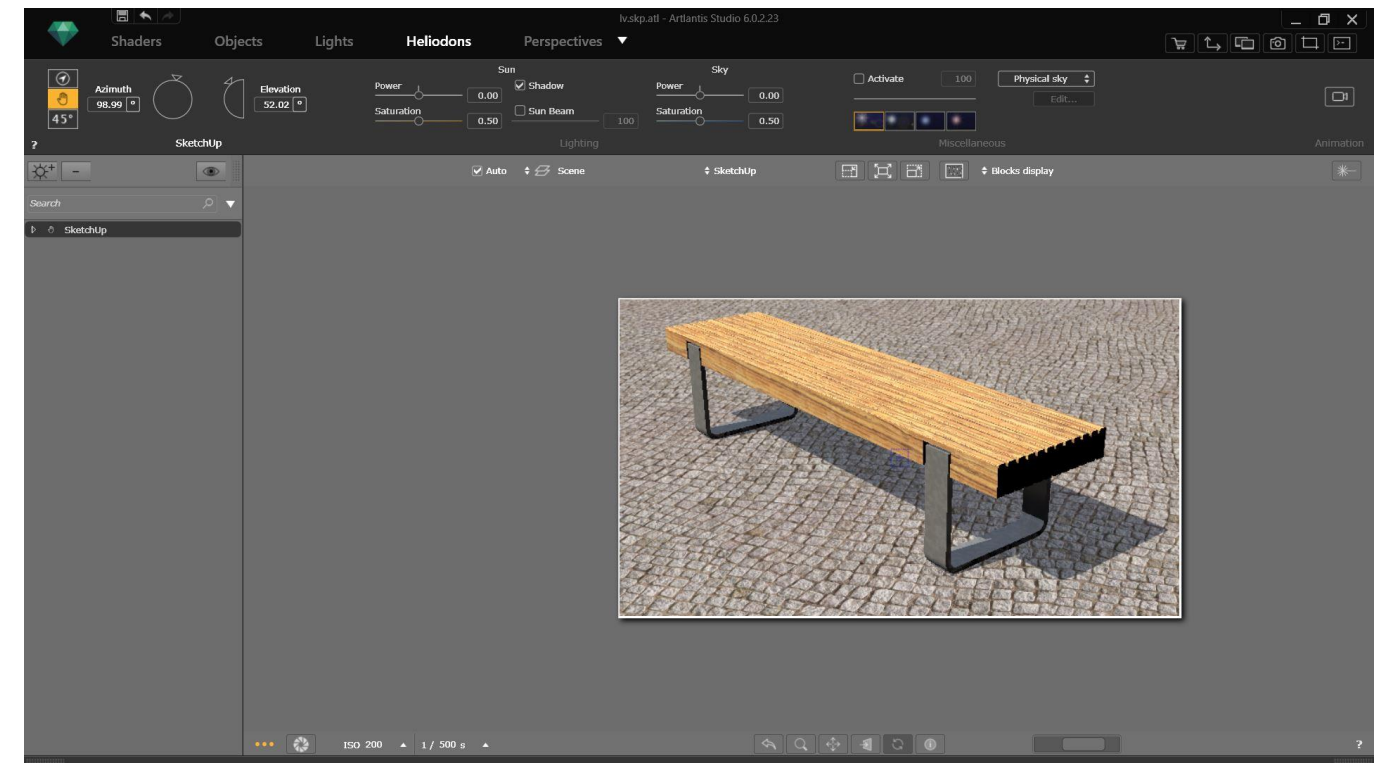 lv.skp.atl - Artlantis Studio 6.0.2.23
Shaders Objects Lights Heliodons Perspectives
Sun Sky
Azimuth Elevation Power 0.00 Shadow Power 0.00 Activate 100 Physical sky
98.99 ° 52.02 ° Edit...
45° Saturation 0.50 Sun Beam 100 Saturation 0.50
? SketchUp Lighting Miscellaneous Animation
Auto Scene SketchUp Blocks display
Search
SketchUp
ISO 200 1 / 500 s ?